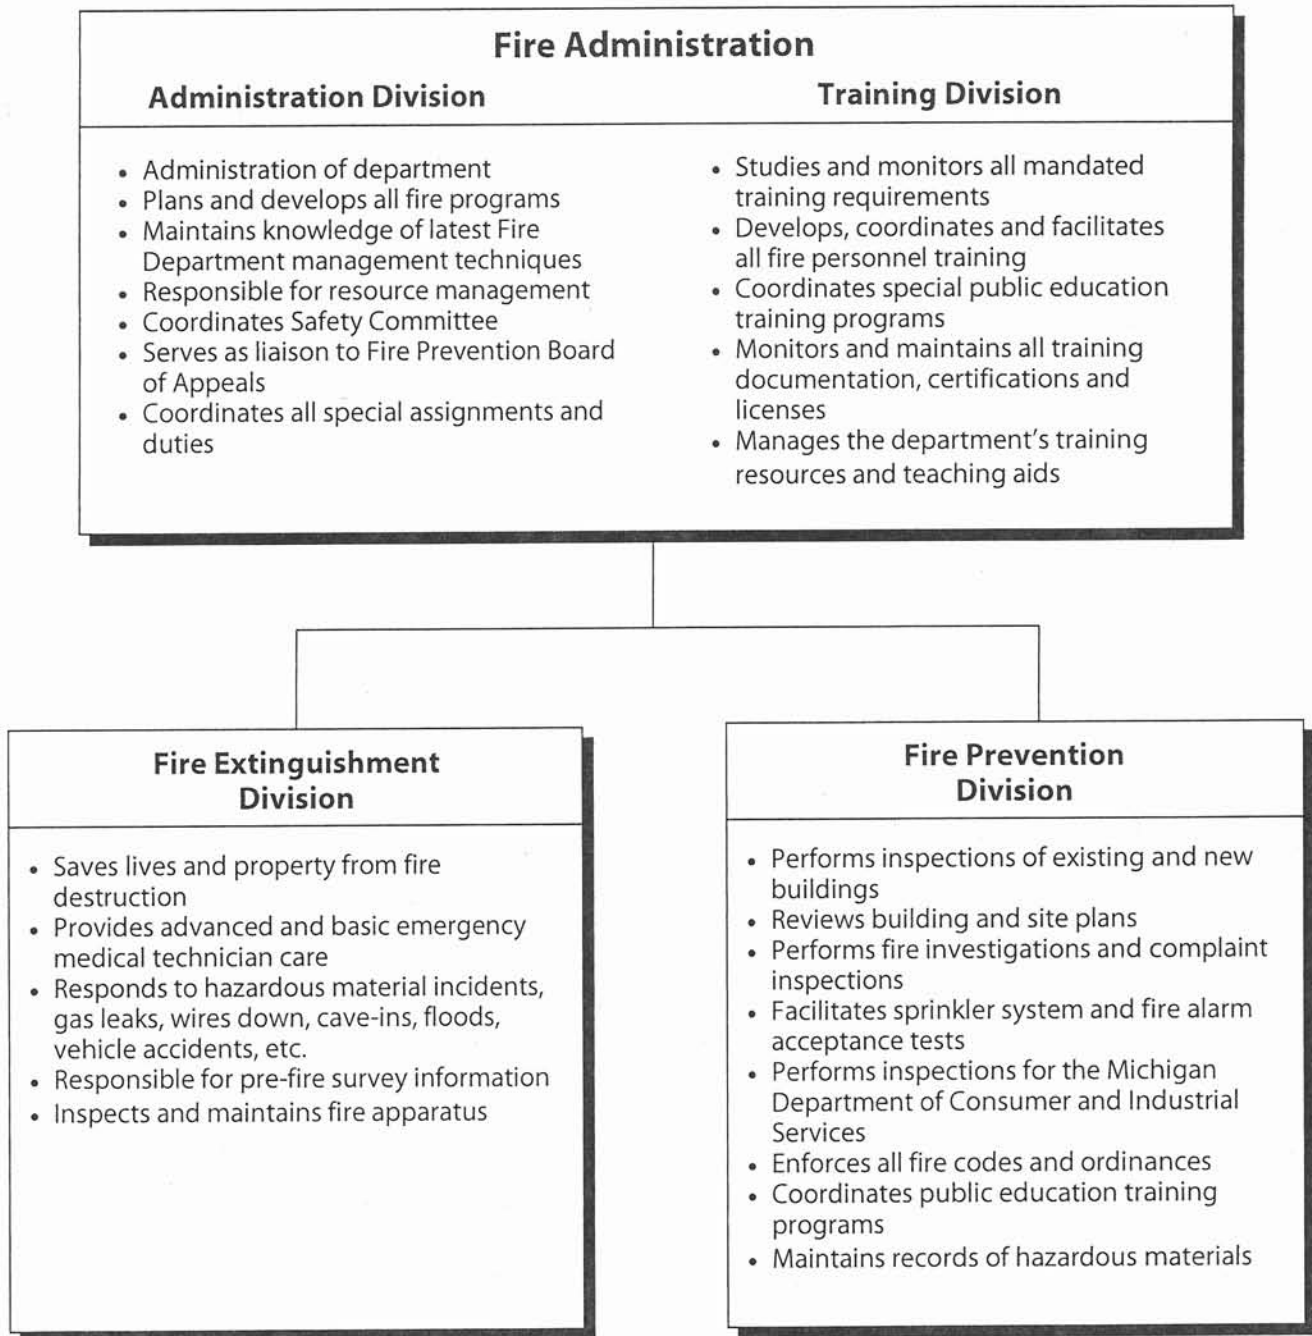 Fire Administration
Administration Division
• Administration of department
• Plans and develops all fire programs
• Maintains knowledge of latest Fire
Department management techniques
• Responsible for resource management
• Coordinates Safety Committee
• Serves as liaison to Fire Prevention Board
of Appeals
• Coordinates all special assignments and
duties
Training Division
• Studies and monitors all mandated
training requirements
• Develops, coordinates and facilitates
all fire personnel training
• Coordinates special public education
training programs
• Monitors and maintains all training
documentation, certifications and
licenses
• Manages the department's training
resources and teaching aids
Fire Extinguishment
Division
• Saves lives and property from fire
destruction
• Provides advanced and basic emergency
medical technician care
• Responds to hazardous material incidents,
gas leaks, wires down, cave-ins, floods,
vehicle accidents, etc.
• Responsible for pre-fire survey information
• Inspects and maintains fire apparatus
Fire Prevention
Division
• Performs inspections of existing and new
buildings
• Reviews building and site plans
• Performs fire investigations and complaint
inspections
• Facilitates sprinkler system and fire alarm
acceptance tests
• Performs inspections for the Michigan
Department of Consumer and Industrial
Services
• Enforces all fire codes and ordinances
• Coordinates public education training
programs
• Maintains records of hazardous materials